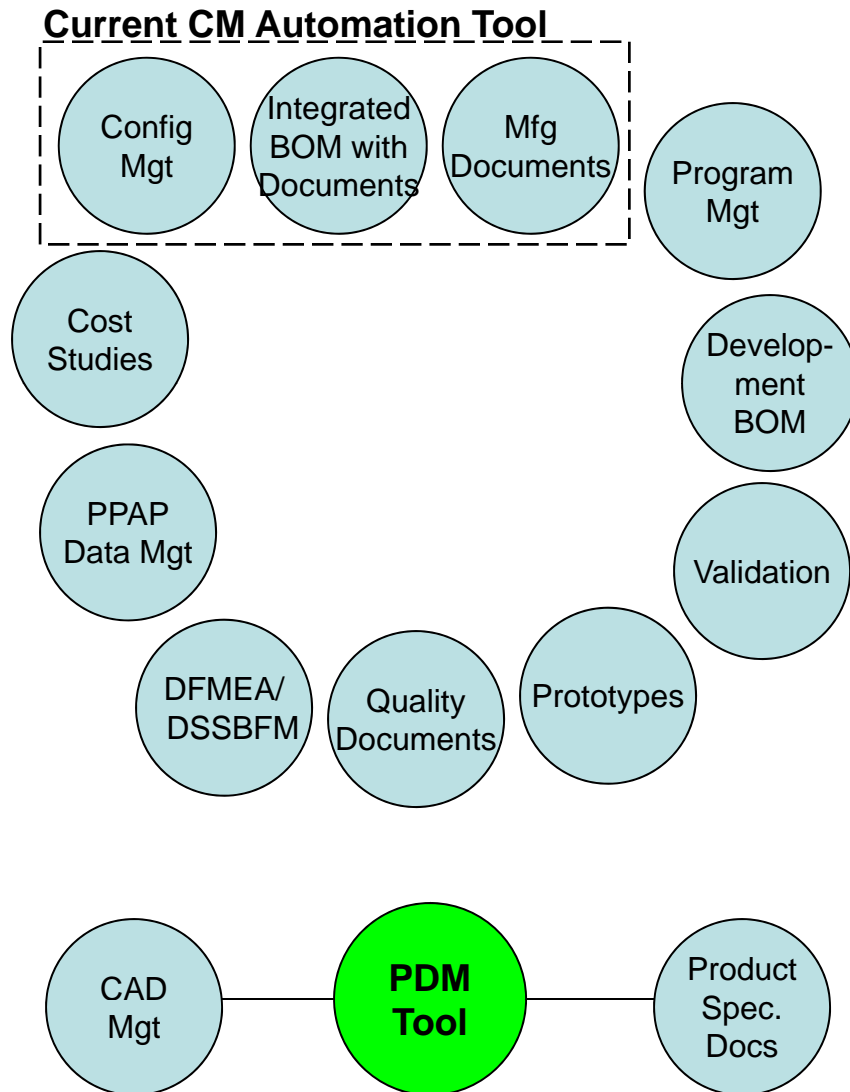 Current CM Automation Tool
Config
Mgt
Integrated
BOM with
Documents
Mfg
Documents
Program
Mgt
Cost
Studies
Develop-
ment
BOM
PPAP
Data Mgt
Validation
DFMEA/
DSSBFM
Quality
Documents
Prototypes
CAD
Mgt
PDM
Tool
Product
Spec.
Docs